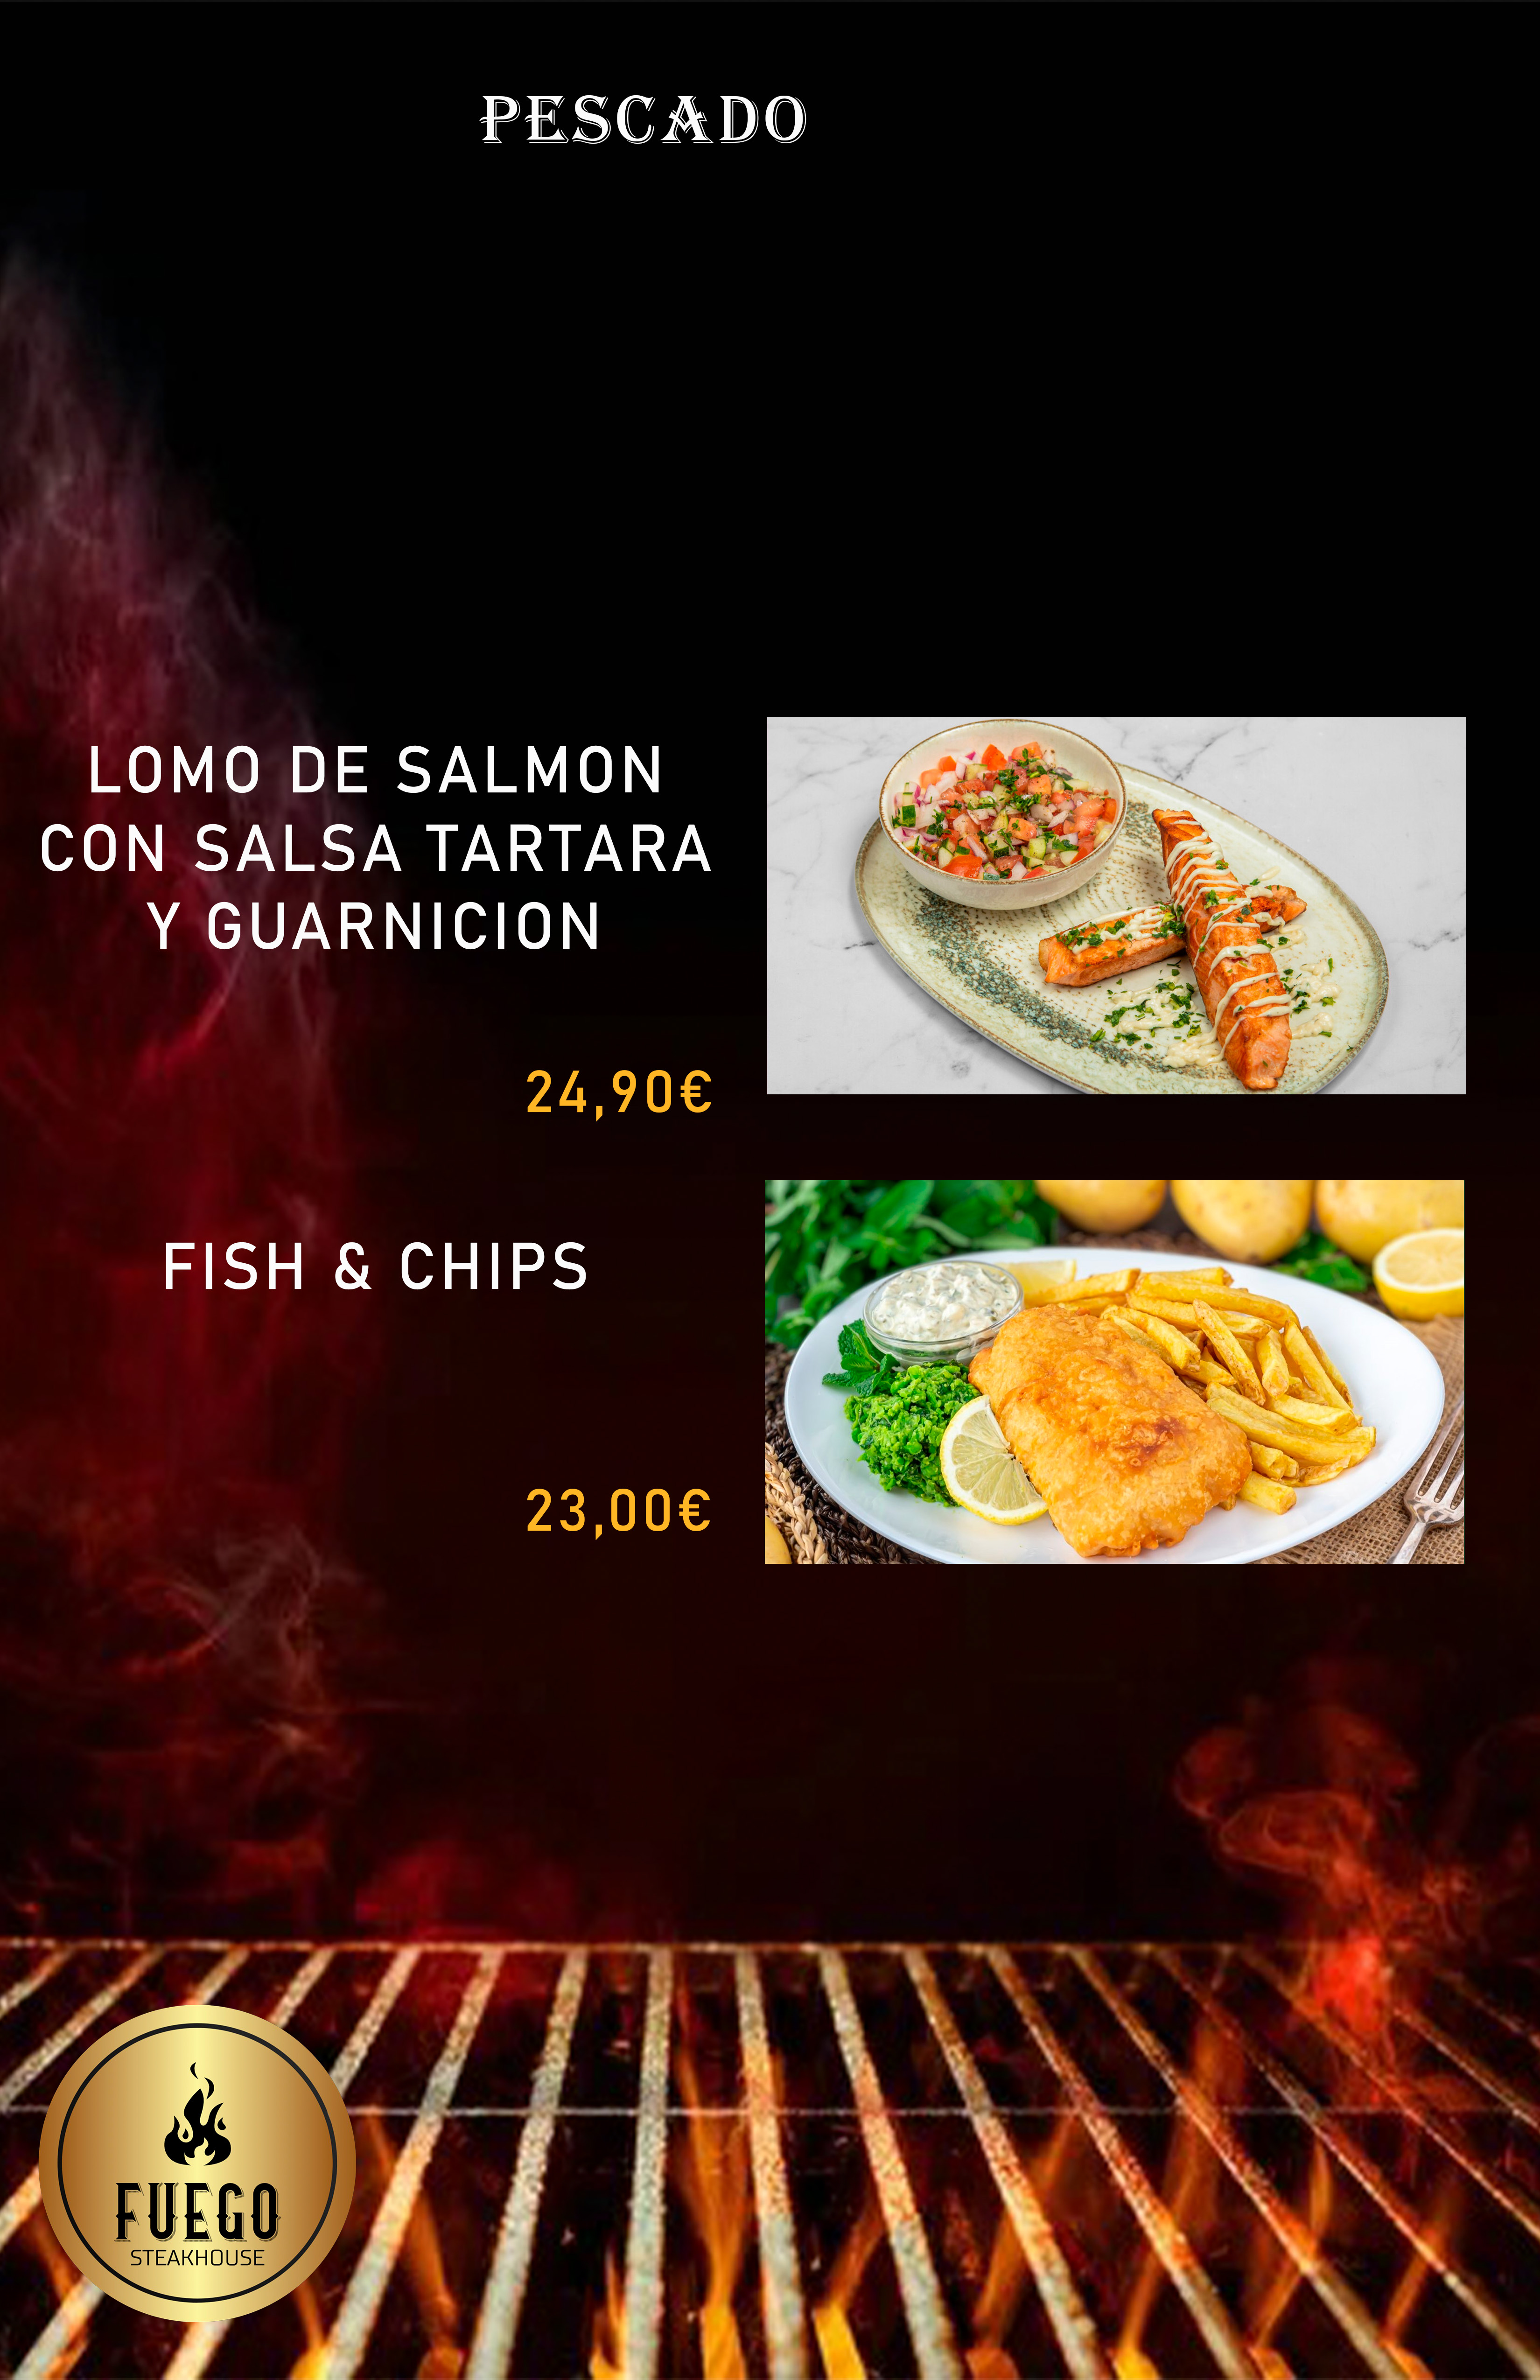 PESCADO
LOMO DE SALMON
CON SALSA TARTARA
Y GUARNICION
24,90€
FISH & CHIPS
23,00€
FUEGO
STEAKHOUSE